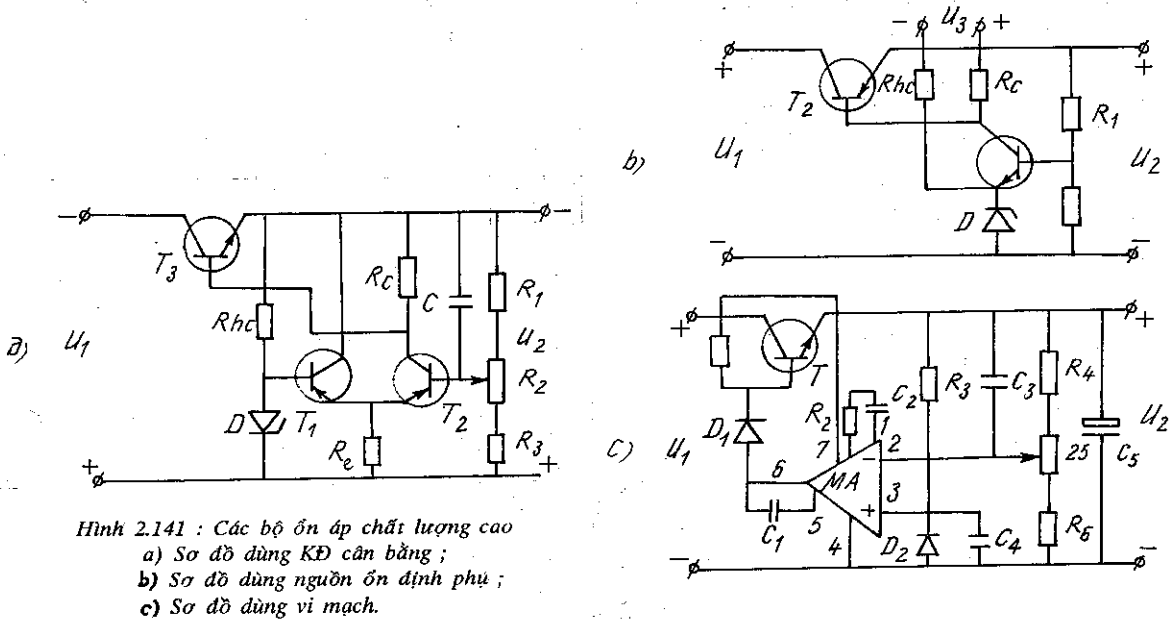 a)
U1
T3
Rhc
D
T1
Re
Rc
T2
C
R1
U2
R2
R3
Hình 2.141 : Các bộ ổn áp chất lượng cao
a) Sơ đồ dùng KĐ cân bằng ;
b) Sơ đồ dùng nguồn ổn định phụ ;
c) Sơ đồ dùng vi mạch.
b)
- U3 +
+ +
T2
Rhc
Rc
R1
U1
U2
D
- -
c)
+ +
T
D1
R2
C2
R3
C3
R4
U1
U2
7
1
2
6
MA
-
25
C5
3
+
5
C1
4
D2
C4
R6
- -